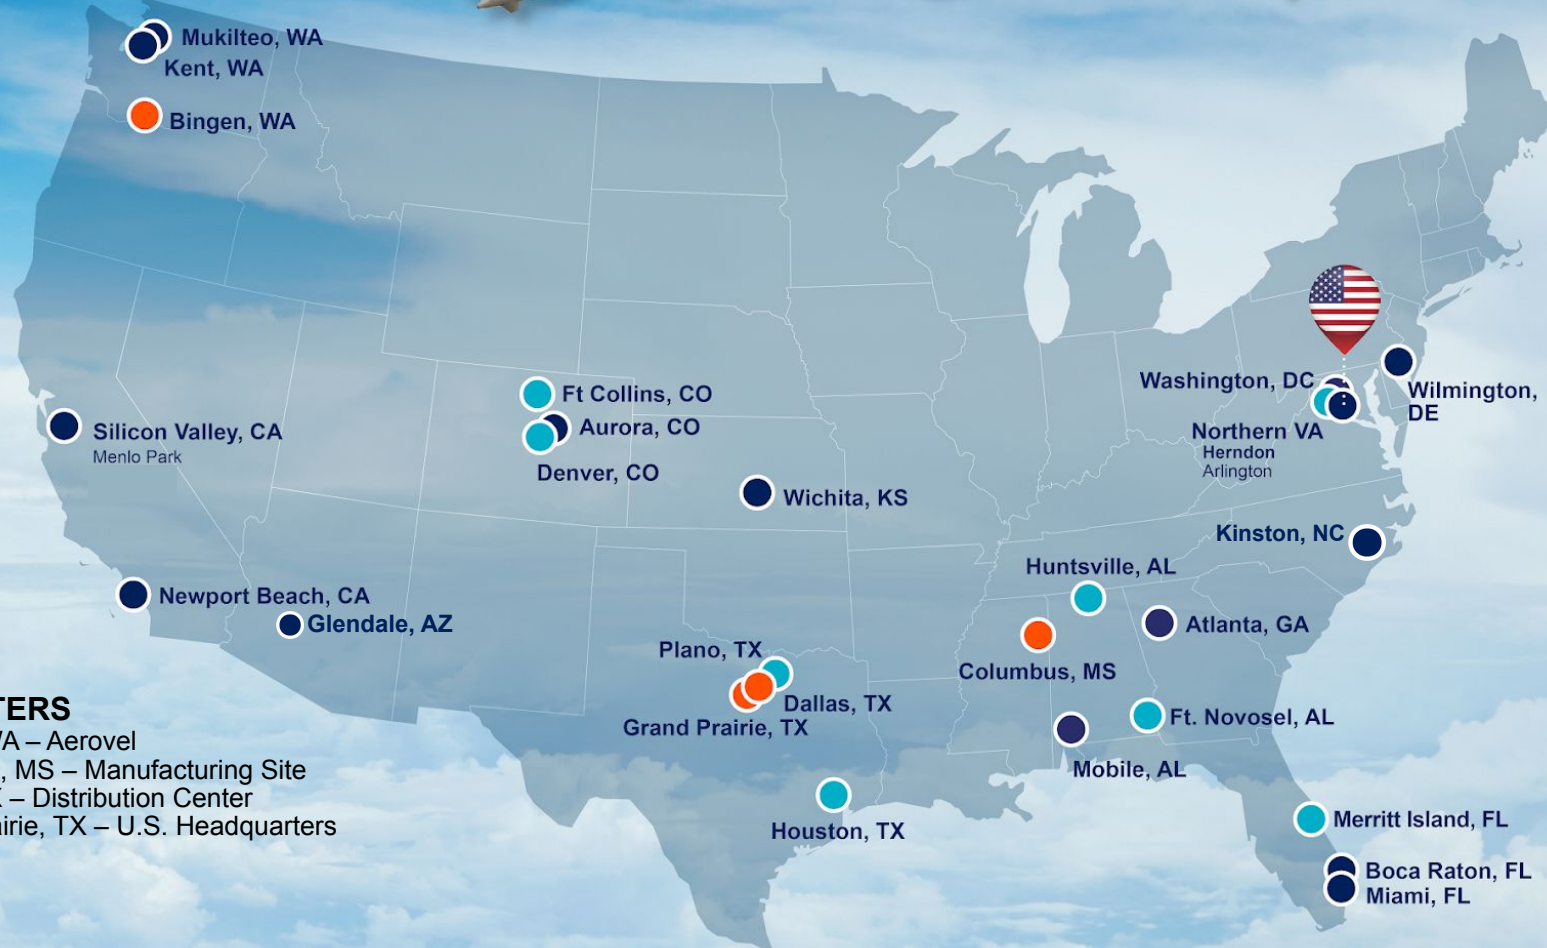 Mukilteo, WA
Kent, WA
Bingen, WA
Washington, DC
Wilmington,
DE
Ft Collins, CO
Aurora, CO
Denver, CO
Silicon Valley, CA
Menlo Park
Northern VA
Herndon
Arlington
Wichita, KS
Kinston, NC
Huntsville, AL
Newport Beach, CA
Glendale, AZ
Atlanta, GA
Plano, TX
Columbus, MS
Dallas, TX
Grand Prairie, TX
Ft. Novosel, AL
Mobile, AL
TERS
– Aerovel
, MS – Manufacturing Site
– Distribution Center
TX – U.S. Headquarters
Houston, TX
Merritt Island, FL
Boca Raton, FL
Miami, FL